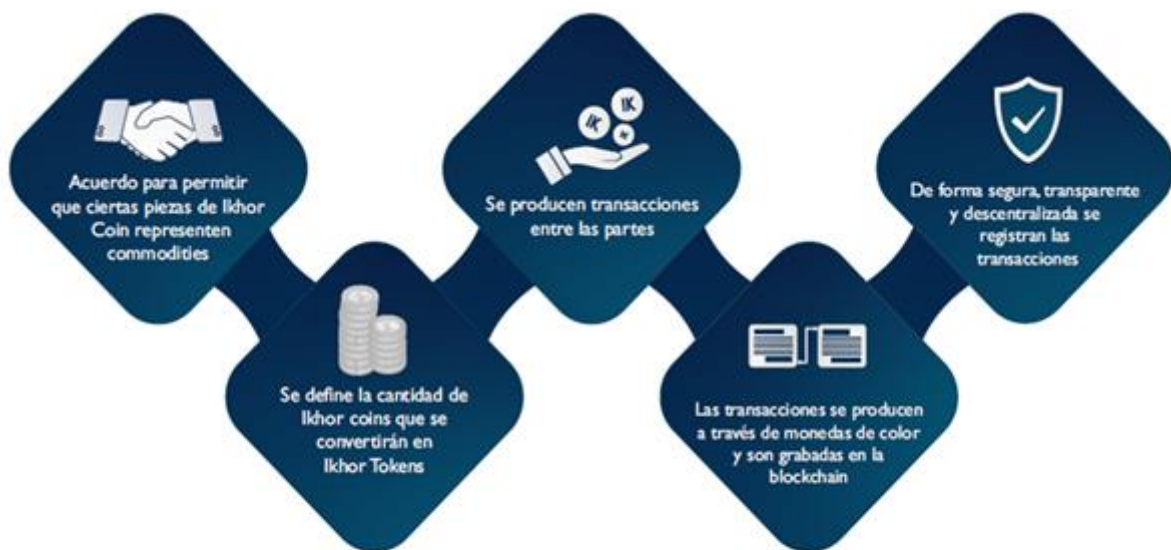 Acuerdo para permitir
que ciertas piezas de Ikhor
Coin representen
commodities
Se define la cantidad de
Ikhor coins que se
convertirán en
Ikhor Tokens
IK
IK
Se producen transacciones
entre las partes
Las transacciones se producen
a través de monedas de color
y son grabadas en la
blockchain
De forma segura, transparente
y descentralizada se
registran las
transacciones